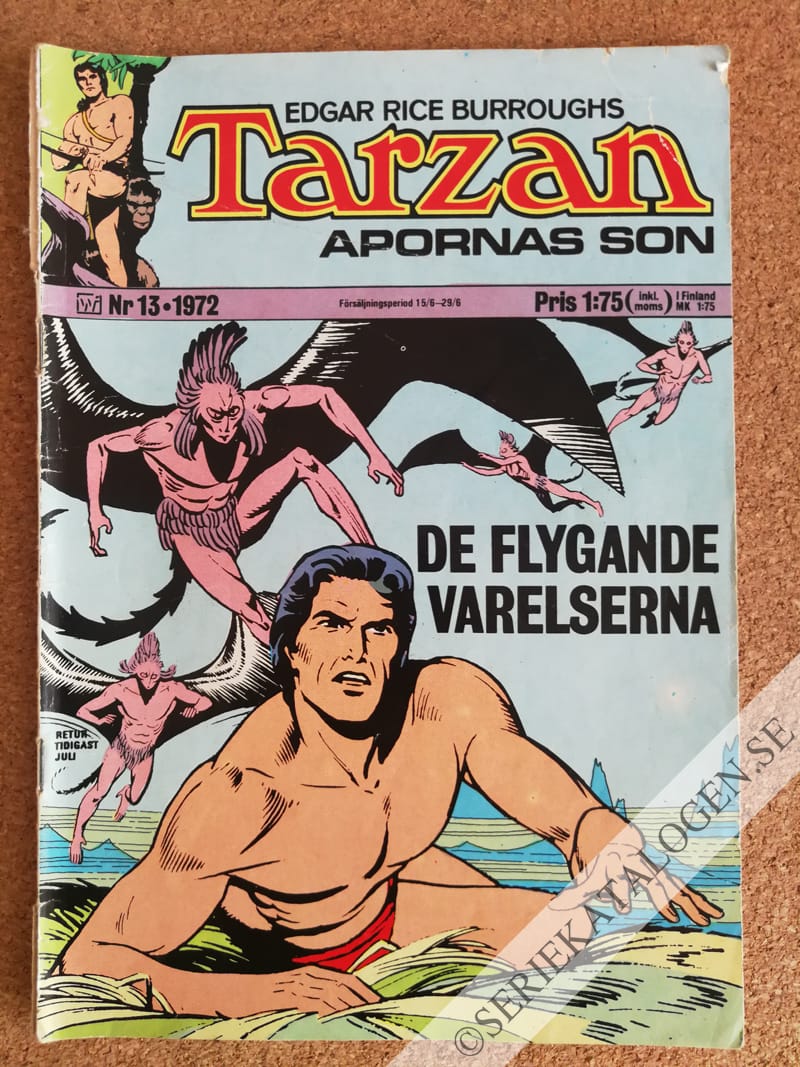 EDGAR RICE BURROUGHS
Tarzan
APORNAS SON
W Nr 13•1972
Försäljningsperiod 15/6—29/6
Pris 1:75 (inkl. moms) I Finland MK 1:75
DE FLYGANDE
VARELSERNA
RETUR
TIDIGAST
JULI
©SERIEKATALOGEN.SE